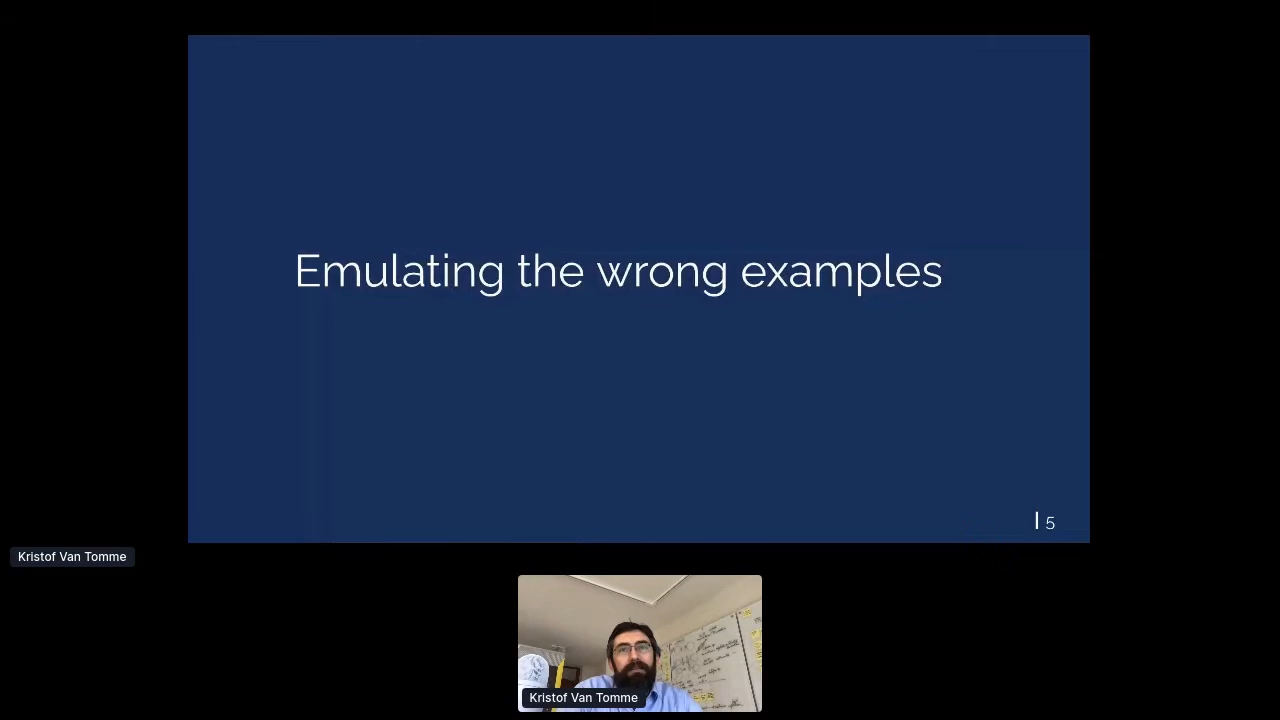 Emulating the wrong examples
5
Kristof Van Tomme
Kristof Van Tomme